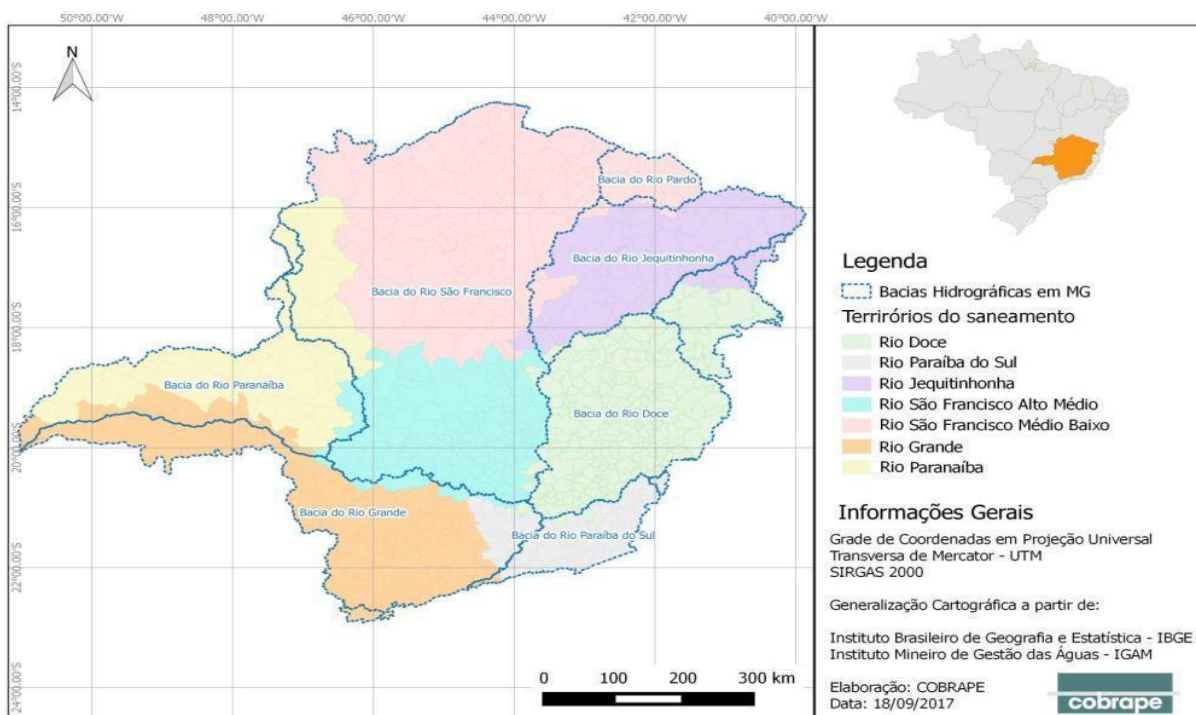 50°00.00'S
48°00.00'S
46°00.00'S
44°00.00'S
42°00.00'S
40°00.00'S
N
14°00.00'S
16°00.00'S
18°00.00'S
20°00.00'S
22°00.00'S
24°00.00'S
Bacia do Rio Pardo
Bacia do Rio Jequitinhonha
Bacia do Rio São Francisco
Bacia do Rio Paranaíba
Bacia do Rio Doce
Bacia do Rio Grande
Bacia do Rio Paraíba do Sul
0 100 200 300 km
Legenda
Bacias Hidrográficas em MG
Terrirórios do saneamento
Rio Doce
Rio Paraíba do Sul
Rio Jequitinhonha
Rio São Francisco Alto Médio
Rio São Francisco Médio Baixo
Rio Grande
Rio Paranaíba
Informações Gerais
Grade de Coordenadas em Projeção Universal
Transversa de Mercator - UTM
SIRGAS 2000
Generalização Cartográfica a partir de:
Instituto Brasileiro de Geografia e Estatística - IBGE
Instituto Mineiro de Gestão das Águas - IGAM
Elaboração: COBRAPE
Data: 18/09/2017
cobrape